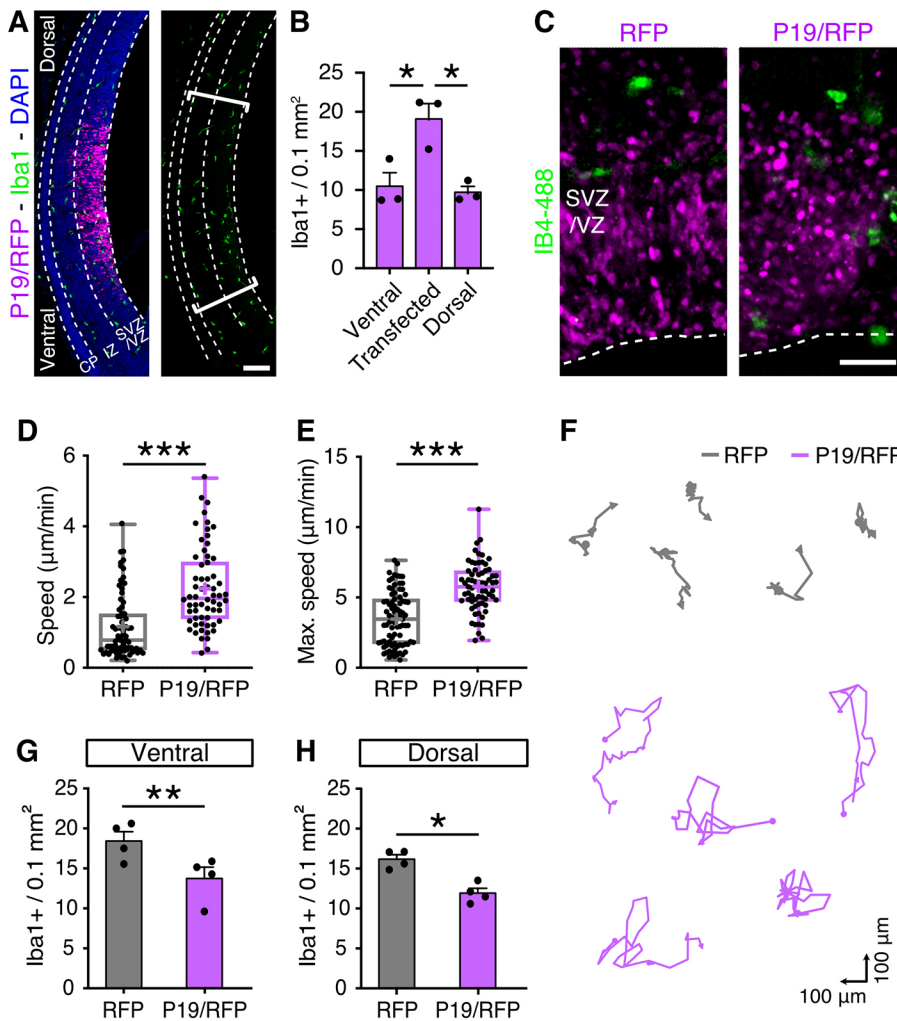 A
P19/RFP - Iba1 - DAPI
Dorsal
Ventral
CP
IZ
SVZ
/VZ
B
Iba1+ / 0.1 mm²
25
20
15
10
5
0
*
*
Ventral
Transfected
Dorsal
C
RFP
P19/RFP
IB4-488
SVZ
/VZ
D
Speed (µm/min)
6
4
2
0
***
RFP
P19/RFP
E
Max. speed (µm/min)
15
10
5
0
***
RFP
P19/RFP
F
RFP
P19/RFP
100 µm
100 µm
G
Ventral
Iba1+ / 0.1 mm²
25
20
15
10
5
0
**
RFP
P19/RFP
H
Dorsal
Iba1+ / 0.1 mm²
25
20
15
10
5
0
*
RFP
P19/RFP